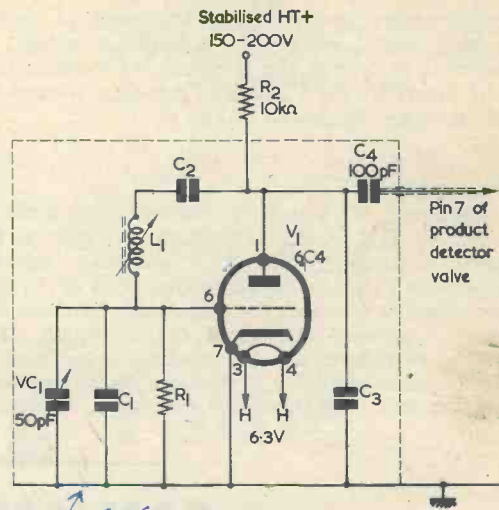 Stabilised HT+
150-200V
R2
10kΩ
C2
C4
100pF
L1
V1
6C4
1
Pin 7 of
product
detector
valve
6
7
3
4
VC1
50pF
C1
R1
H
H
C3
6·3V